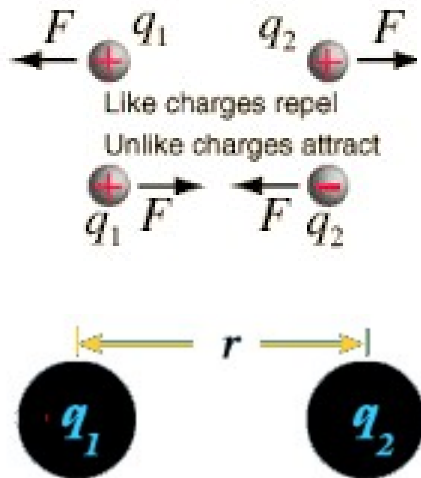 F q₁ q₂ F
+ +
Like charges repel
Unlike charges attract
+ −
q₁ F F q₂
r
q₁ q₂